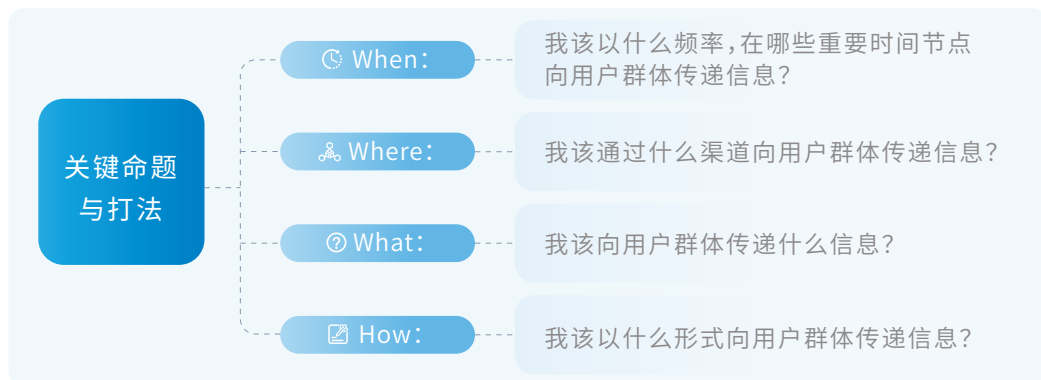 关键命题
与打法
When：
我该以什么频率，在哪些重要时间节点
向用户群体传递信息？
Where：
我该通过什么渠道向用户群体传递信息？
What：
我该向用户群体传递什么信息？
How：
我该以什么形式向用户群体传递信息？